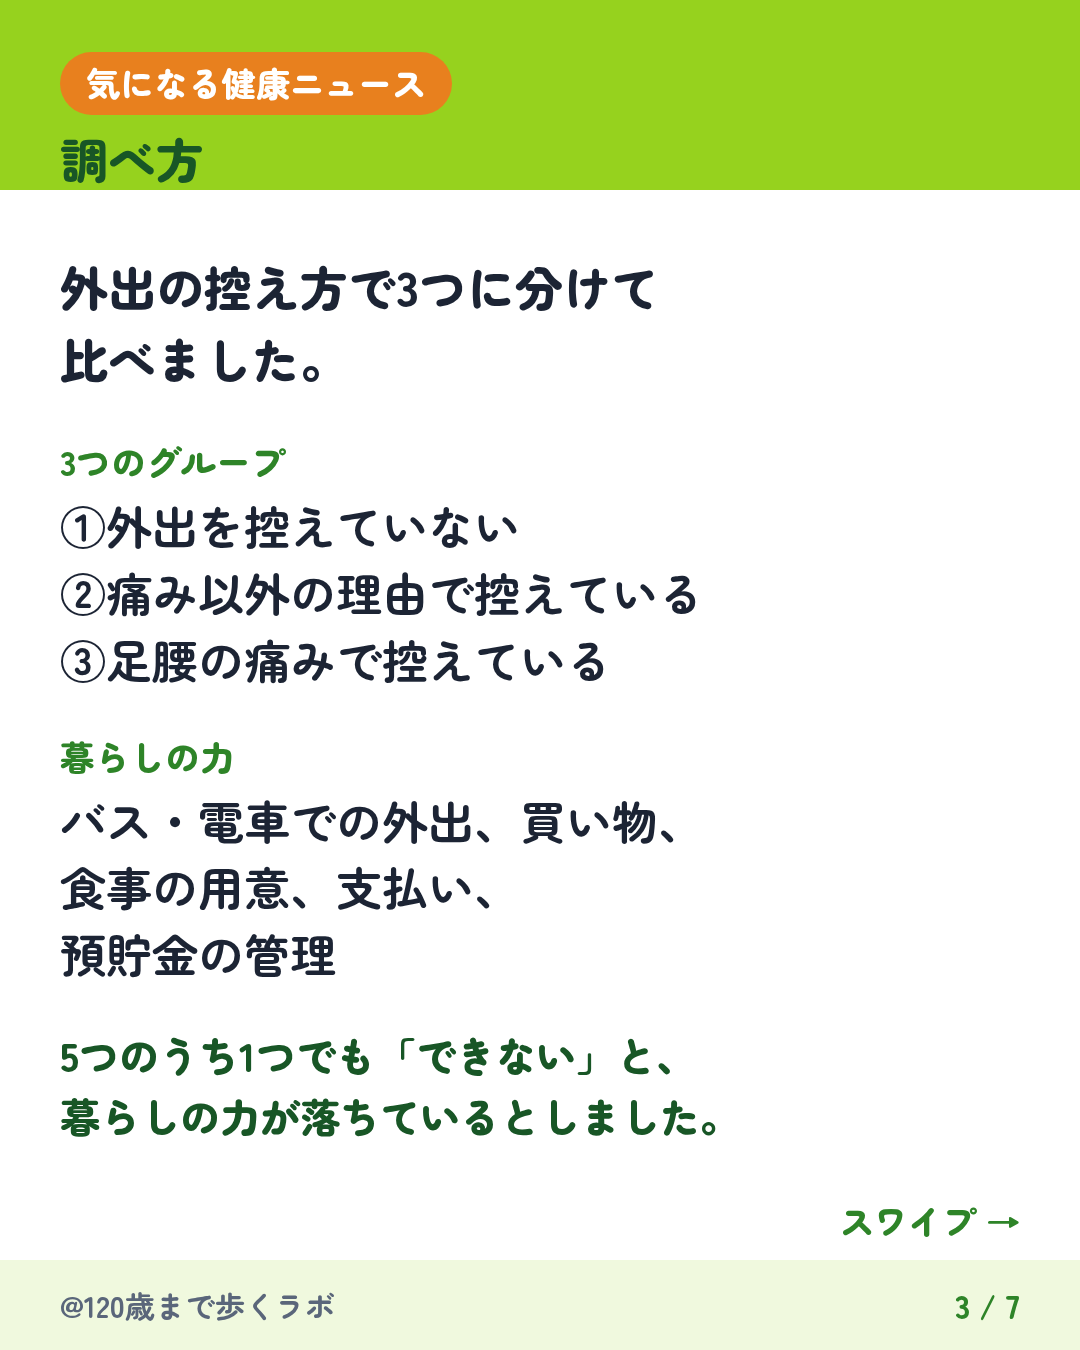 気になる健康ニュース
調べ方
外出の控え方で3つに分けて
比べました。
3つのグループ
①外出を控えていない
②痛み以外の理由で控えている
③足腰の痛みで控えている
暮らしの力
バス・電車での外出、買い物、
食事の用意、支払い、
預貯金の管理
5つのうち1つでも「できない」と、
暮らしの力が落ちているとしました。
スワイプ →
@120歳まで歩くラボ
3 / 7